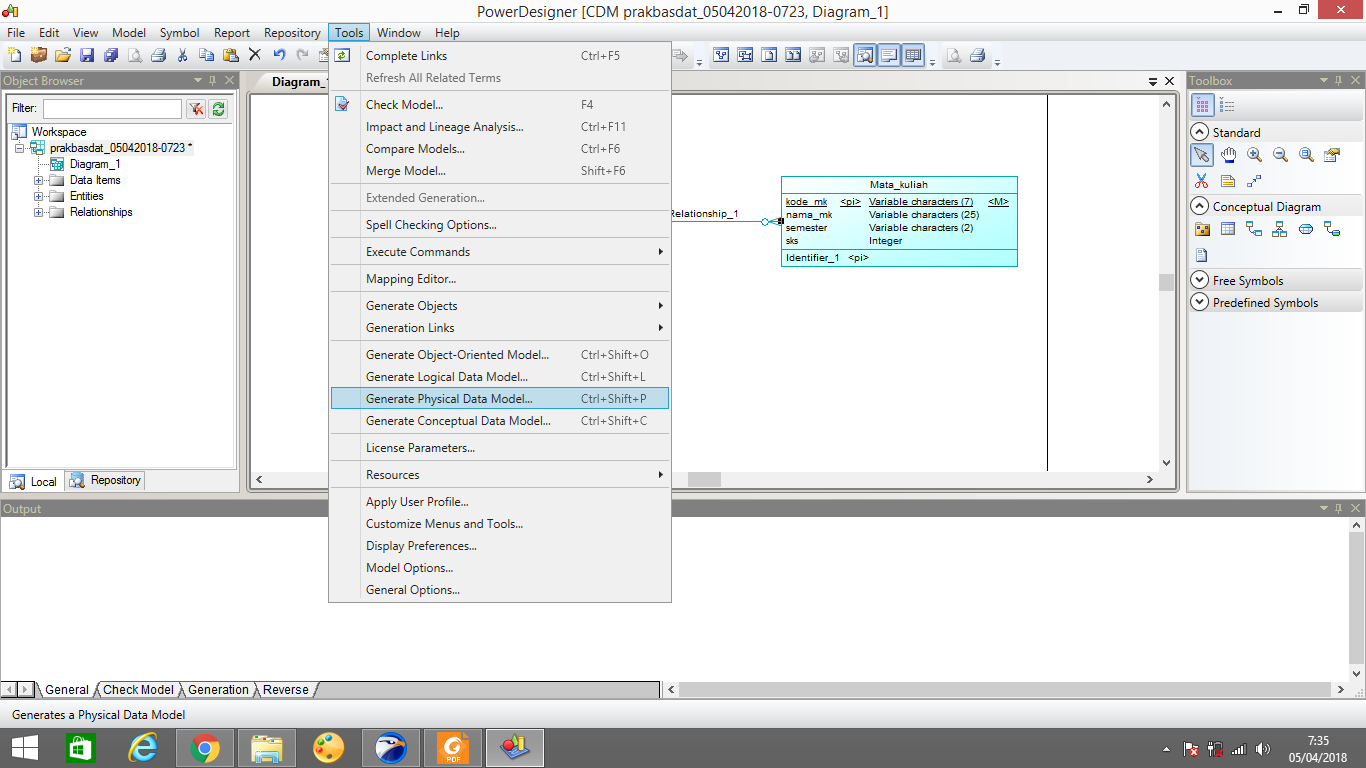 PowerDesigner [CDM prakbasdat_05042018-0723, Diagram_1]
File Edit View Model Symbol Report Repository Tools Window Help
Object Browser
Filter:
Workspace
prakbasdat_05042018-0723 *
Diagram_1
Data Items
Entities
Relationships
Local Repository
Diagram_
Complete Links Ctrl+F5
Refresh All Related Terms
Check Model... F4
Impact and Lineage Analysis... Ctrl+F11
Compare Models... Ctrl+F6
Merge Model... Shift+F6
Extended Generation...
Spell Checking Options...
Execute Commands
Mapping Editor...
Generate Objects
Generation Links
Generate Object-Oriented Model... Ctrl+Shift+O
Generate Logical Data Model... Ctrl+Shift+L
Generate Physical Data Model... Ctrl+Shift+P
Generate Conceptual Data Model... Ctrl+Shift+C
License Parameters...
Resources
Apply User Profile...
Customize Menus and Tools...
Display Preferences...
Model Options...
General Options...
Relationship_1
Mata_kuliah
kode_mk <pi> Variable characters (7) <M>
nama_mk Variable characters (25)
semester Variable characters (2)
sks Integer
Identifier_1 <pi>
Toolbox
Standard
Conceptual Diagram
Free Symbols
Predefined Symbols
Output
General Check Model Generation Reverse
Generates a Physical Data Model
PDF
7:35
05/04/2018